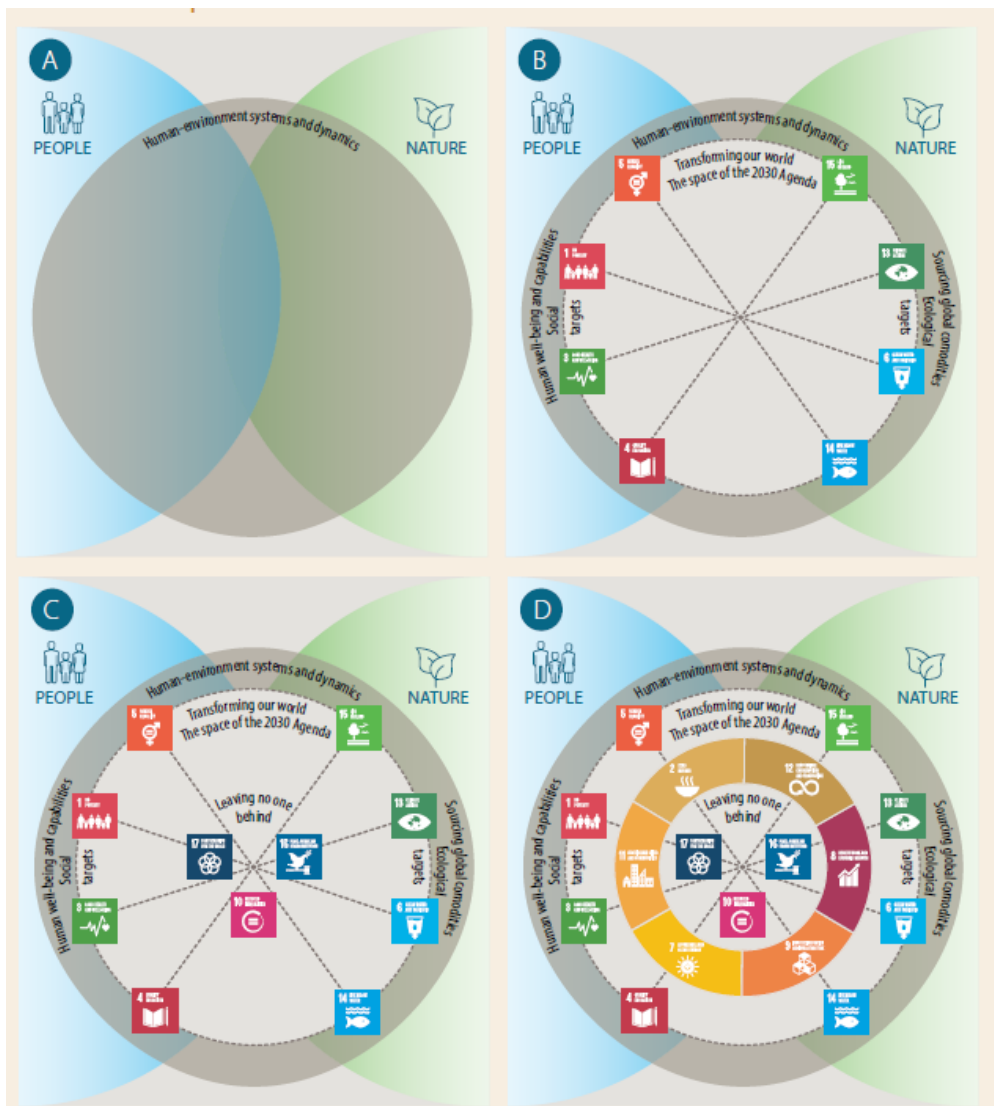 A
PEOPLE
NATURE
Human-environment systems and dynamics
B
PEOPLE
NATURE
Human-environment systems and dynamics
Transforming our world
The space of the 2030 Agenda
5
15
1
13
Human well-being and capabilities
Social
targets
Sourcing global comodities
Ecological
targets
3
6
4
14
C
PEOPLE
NATURE
Human-environment systems and dynamics
Transforming our world
The space of the 2030 Agenda
5
15
1
13
Human well-being and capabilities
Social
targets
Sourcing global comodities
Ecological
targets
Leaving no one
behind
17
16
10
3
6
4
14
D
PEOPLE
NATURE
Human-environment systems and dynamics
Transforming our world
The space of the 2030 Agenda
5
15
2
12
1
13
Human well-being and capabilities
Social
targets
Sourcing global comodities
Ecological
targets
Leaving no one
behind
11
17
16
8
10
3
6
7
9
4
14